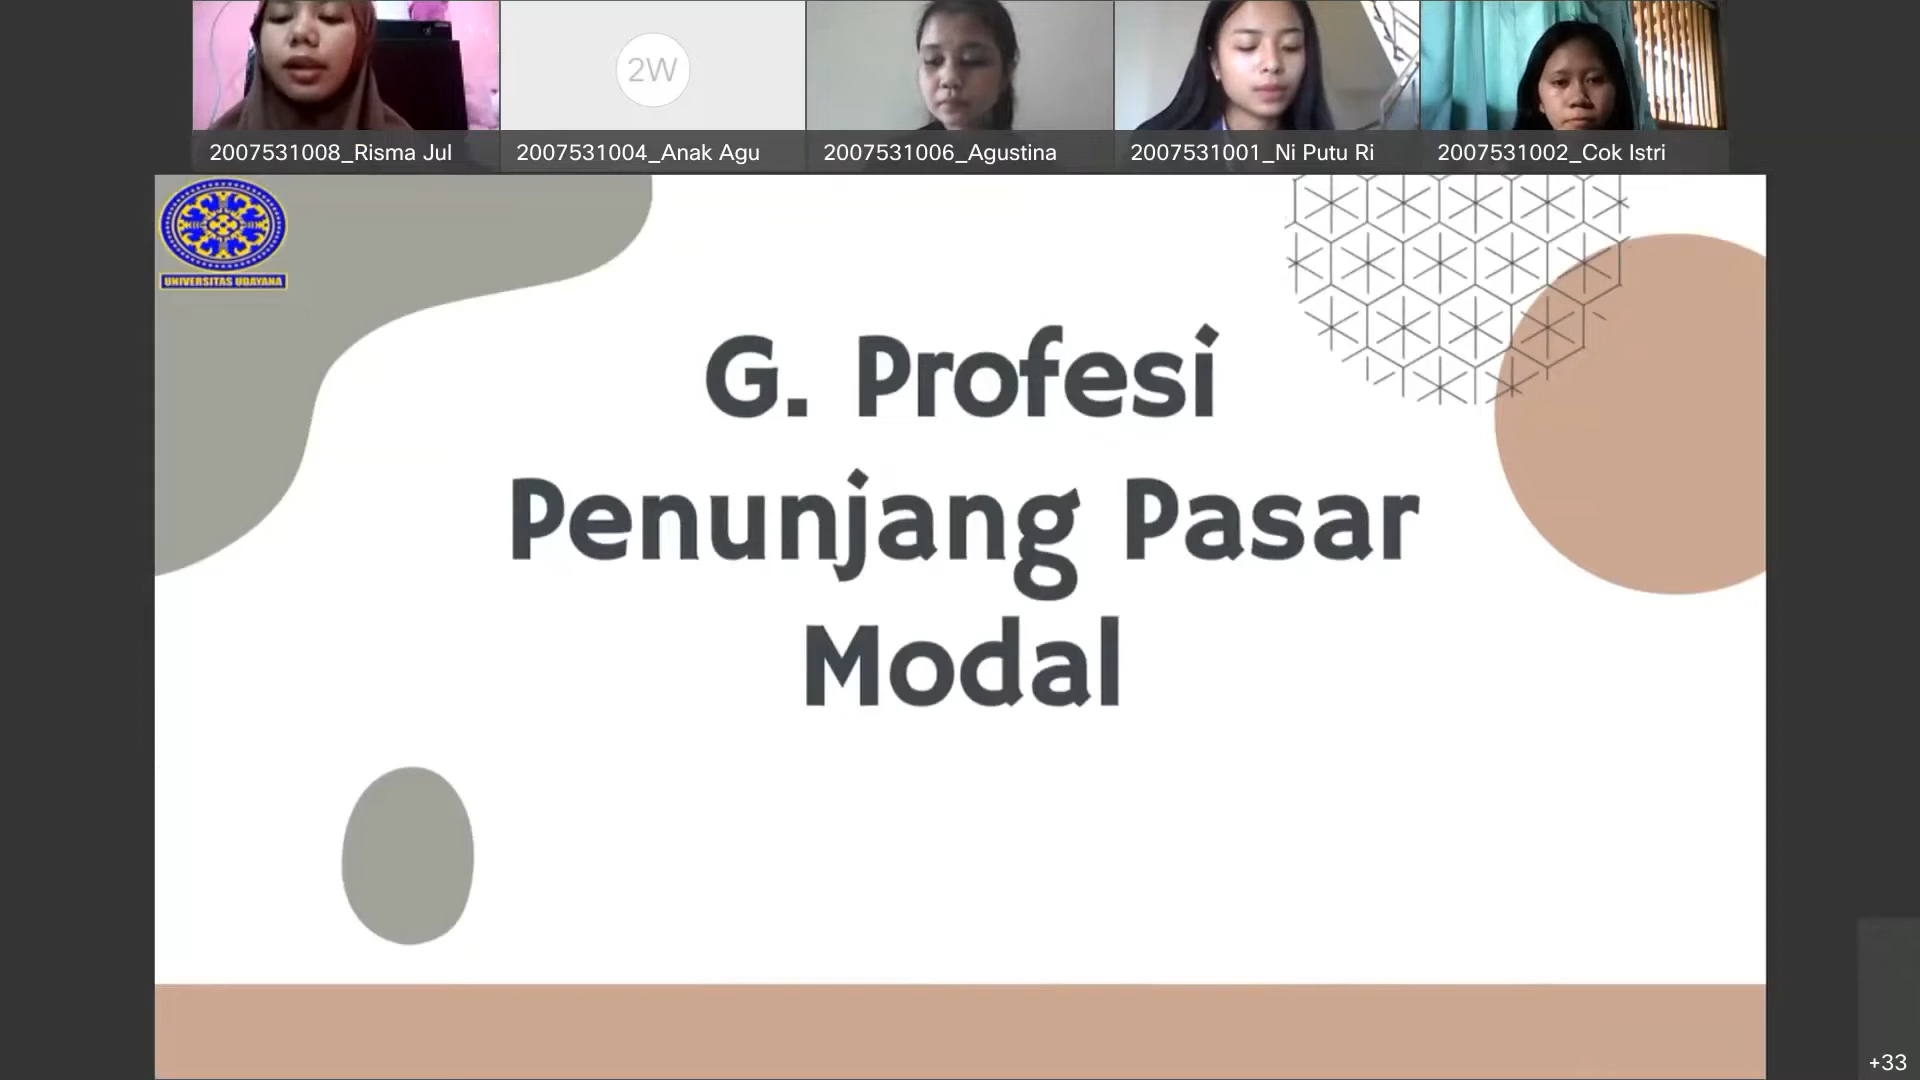 2W
2007531008_Risma Jul
2007531004_Anak Agu
2007531006_Agustina
2007531001_Ni Putu Ri
2007531002_Cok Istri
UNIVERSITAS UDAYANA
G. Profesi
Penunjang Pasar
Modal
+33